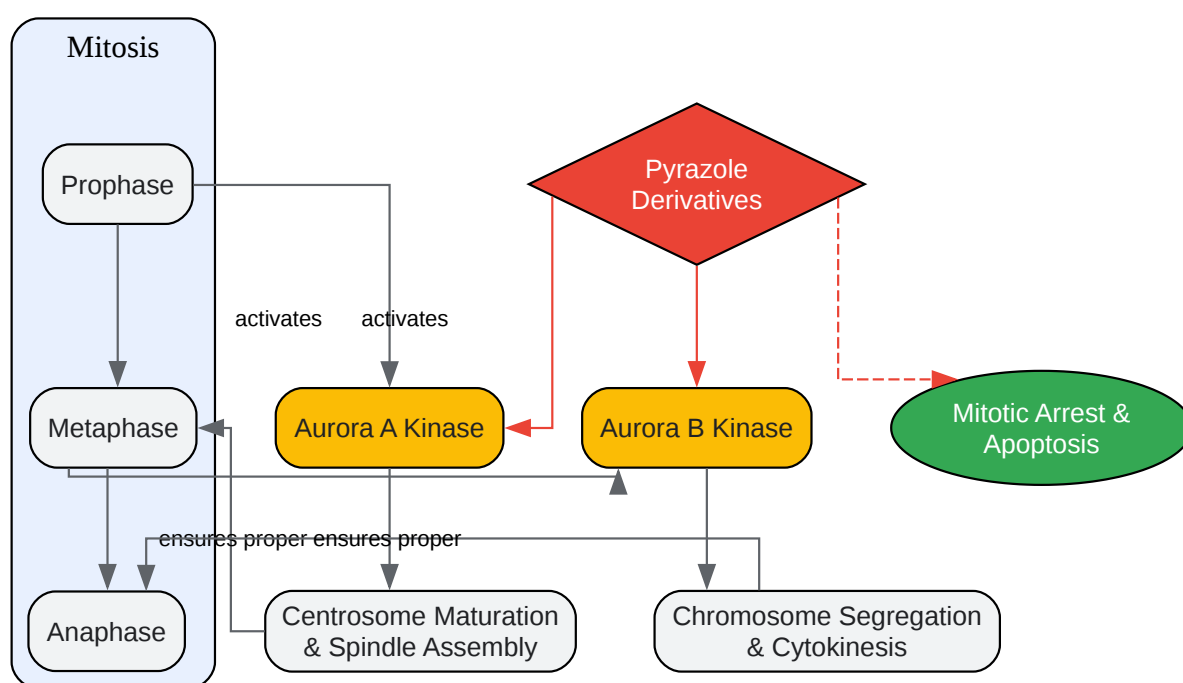 Mitosis
Prophase
Pyrazole
Derivatives
activates
activates
Metaphase
Aurora A Kinase
Aurora B Kinase
Mitotic Arrest &
Apoptosis
ensures proper
ensures proper
Anaphase
Centrosome Maturation
& Spindle Assembly
Chromosome Segregation
& Cytokinesis